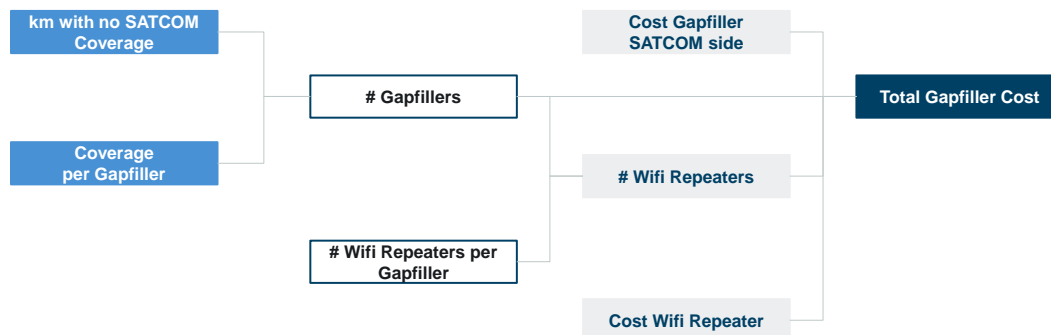 km with no SATCOM
Coverage
Cost Gapfiller
SATCOM side
# Gapfillers
Total Gapfiller Cost
Coverage
per Gapfiller
# Wifi Repeaters
# Wifi Repeaters per
Gapfiller
Cost Wifi Repeater